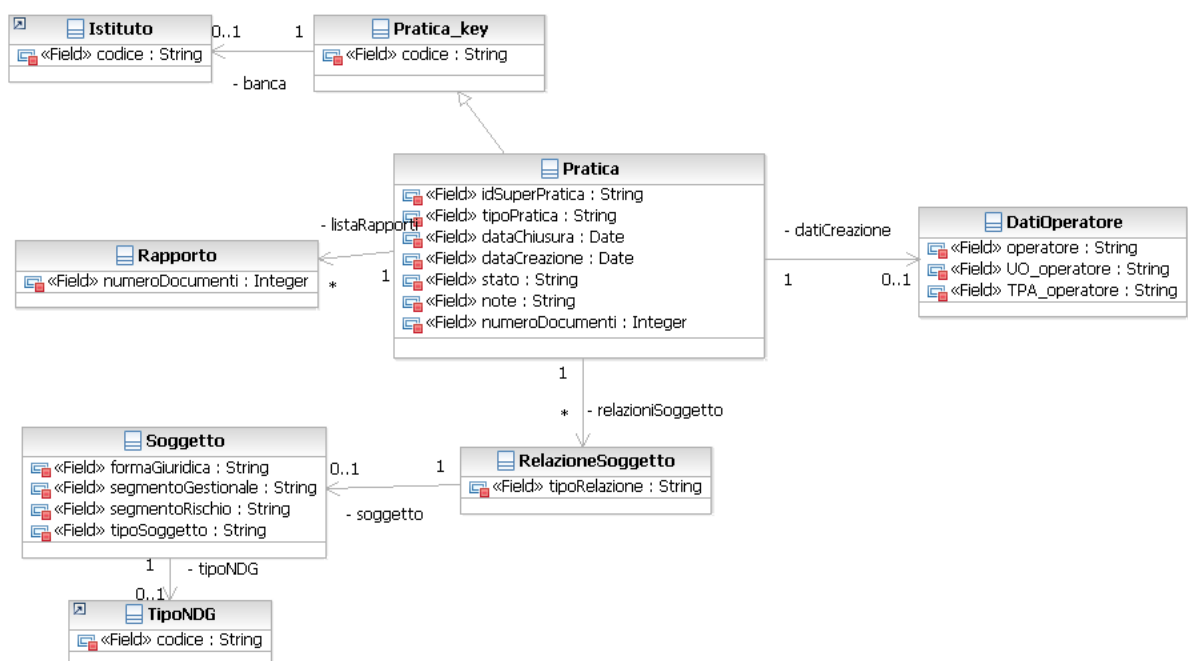 Istituto
«Field» codice : String
0..1
1
- banca
Pratica_key
«Field» codice : String
Pratica
«Field» idSuperPratica : String
«Field» tipoPratica : String
«Field» dataChiusura : Date
«Field» dataCreazione : Date
«Field» stato : String
«Field» note : String
«Field» numeroDocumenti : Integer
- listaRapporti
1
*
Rapporto
«Field» numeroDocumenti : Integer
- datiCreazione
1
0..1
DatiOperatore
«Field» operatore : String
«Field» UO_operatore : String
«Field» TPA_operatore : String
1
*
- relazioniSoggetto
Soggetto
«Field» formaGiuridica : String
«Field» segmentoGestionale : String
«Field» segmentoRischio : String
«Field» tipoSoggetto : String
0..1
1
- soggetto
RelazioneSoggetto
«Field» tipoRelazione : String
1
- tipoNDG
0..1
TipoNDG
«Field» codice : String